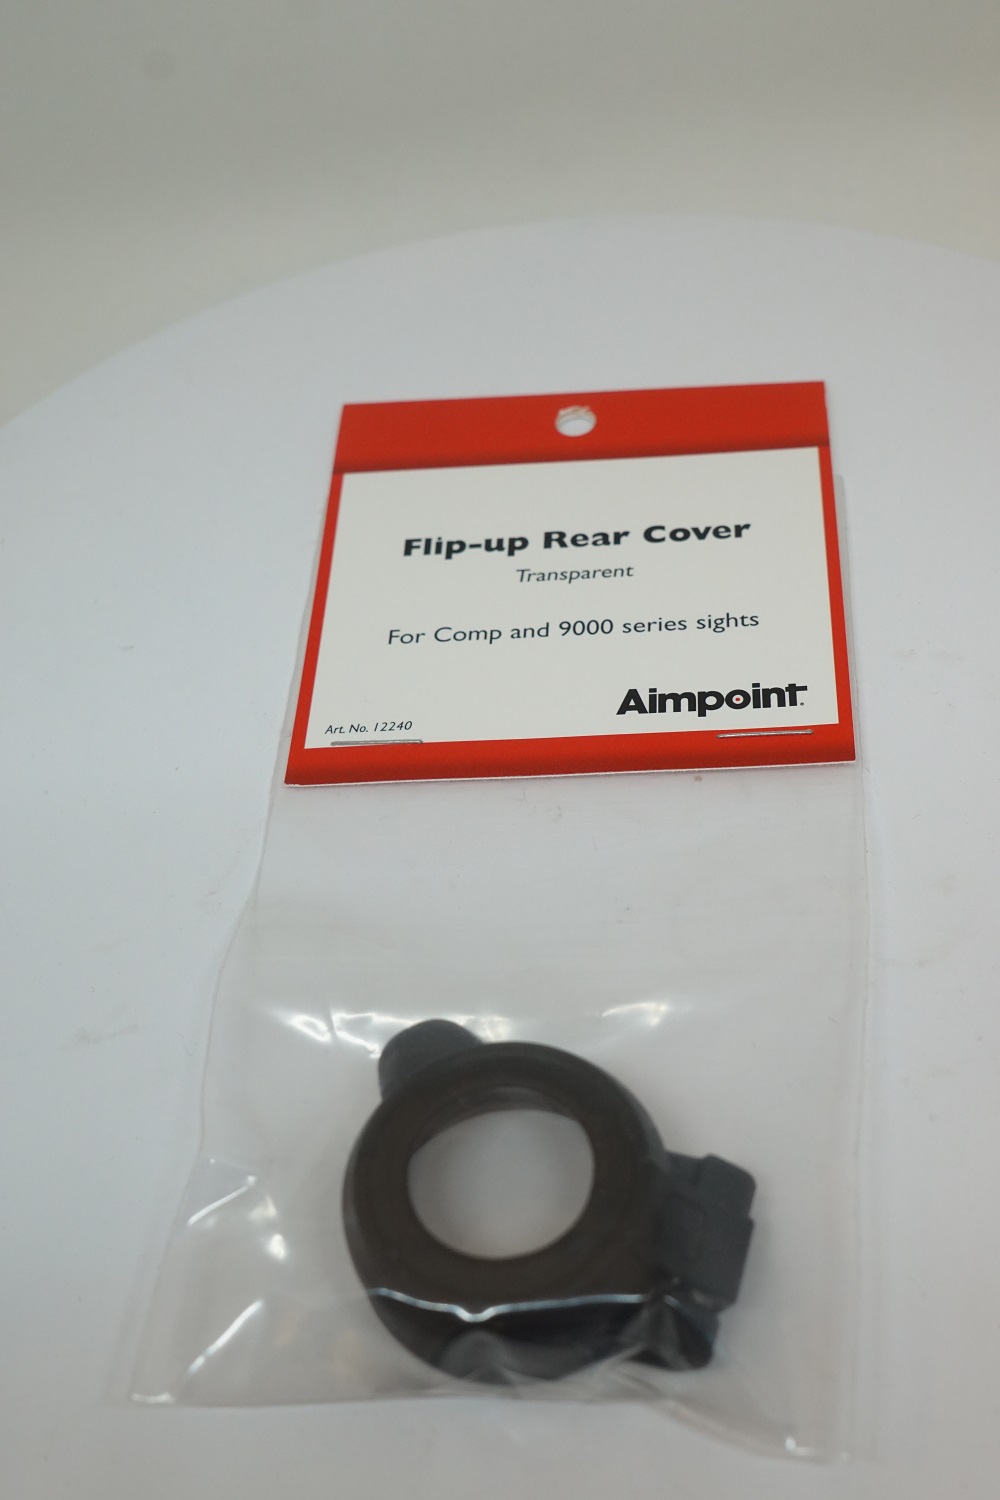 Flip-up Rear Cover
Transparent
For Comp and 9000 series sights
Aimpoint
Art. No. 12240